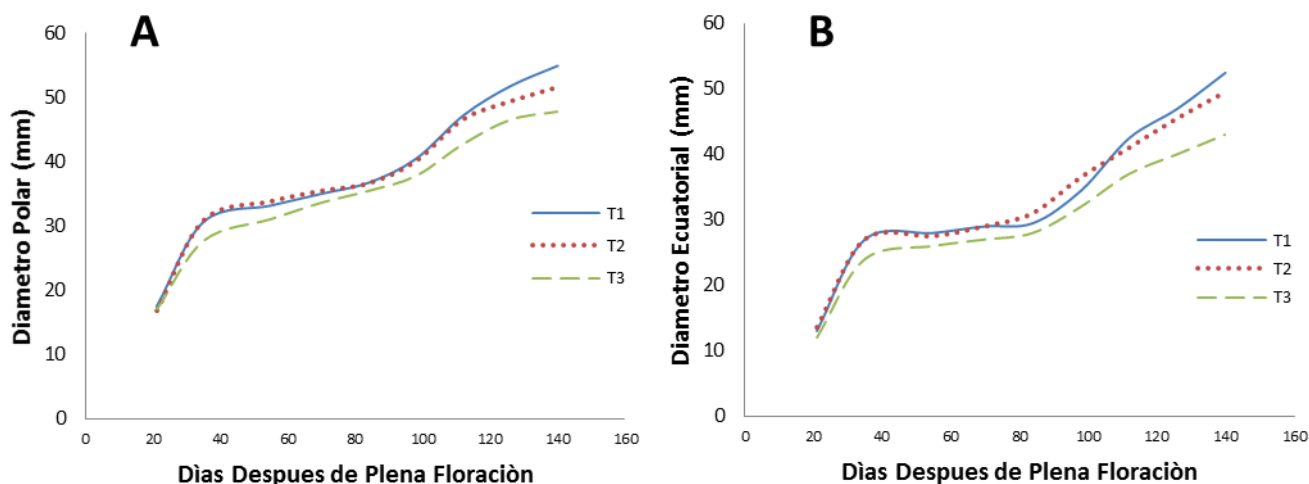 A
Diametro Polar (mm)
60
50
40
30
20
10
0
0 20 40 60 80 100 120 140 160
Dìas Despues de Plena Floraciòn
T1
T2
T3
B
Diametro Ecuatorial (mm)
60
50
40
30
20
10
0
0 20 40 60 80 100 120 140 160
Dìas Despues de Plena Floraciòn
T1
T2
T3